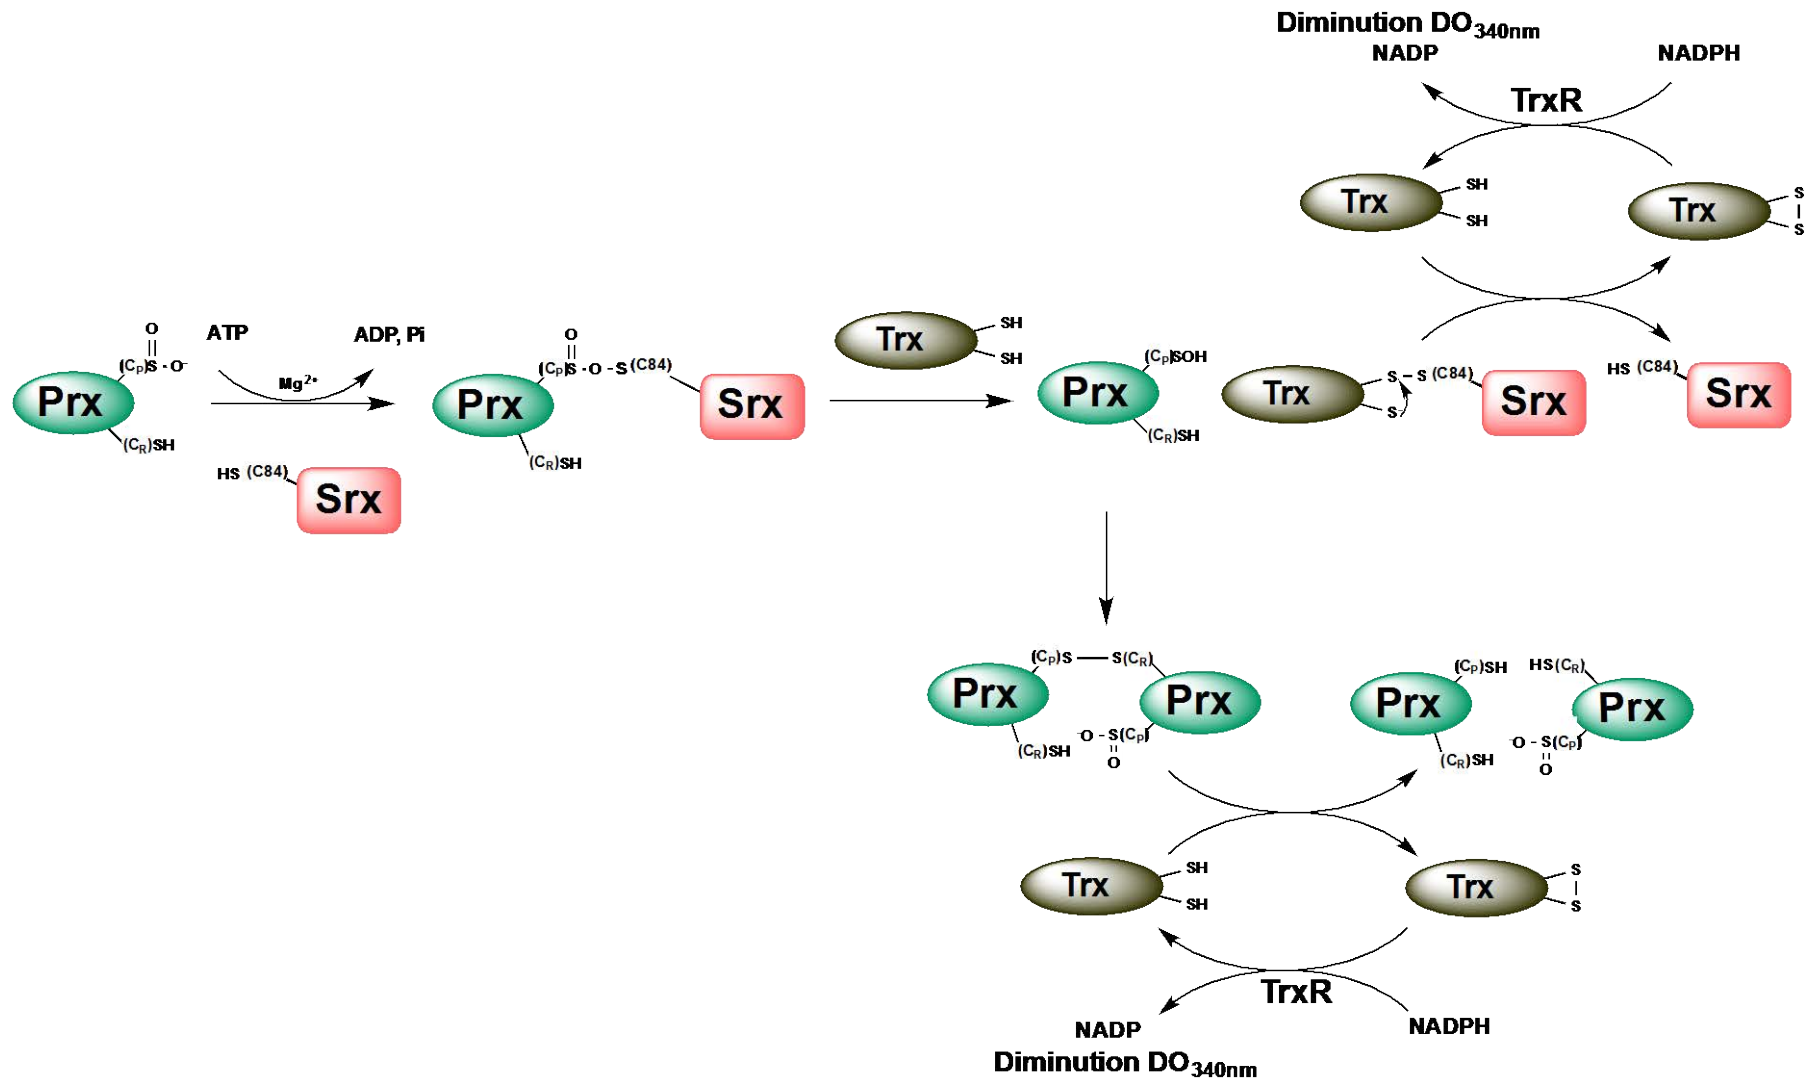 Diminution DO340nm
NADP
NADPH
TrxR
Trx
SH
SH
Trx
S
S
O
(CP)S - O-
Prx
(CR)SH
ATP
ADP, Pi
Mg2+
HS (C84)
Srx
O
(CP)S - O - S (C84)
Prx
(CR)SH
Srx
Trx
SH
SH
(CP)SOH
Prx
(CR)SH
Trx
S - S (C84)
S-
Srx
HS (C84)
Srx
(CP)S — S(CR)
Prx
Prx
(CR)SH
-O - S(CP)
O
(CP)SH
HS(CR)
Prx
Prx
(CR)SH
-O - S(CP)
O
Trx
SH
SH
Trx
S
S
TrxR
NADP
NADPH
Diminution DO340nm